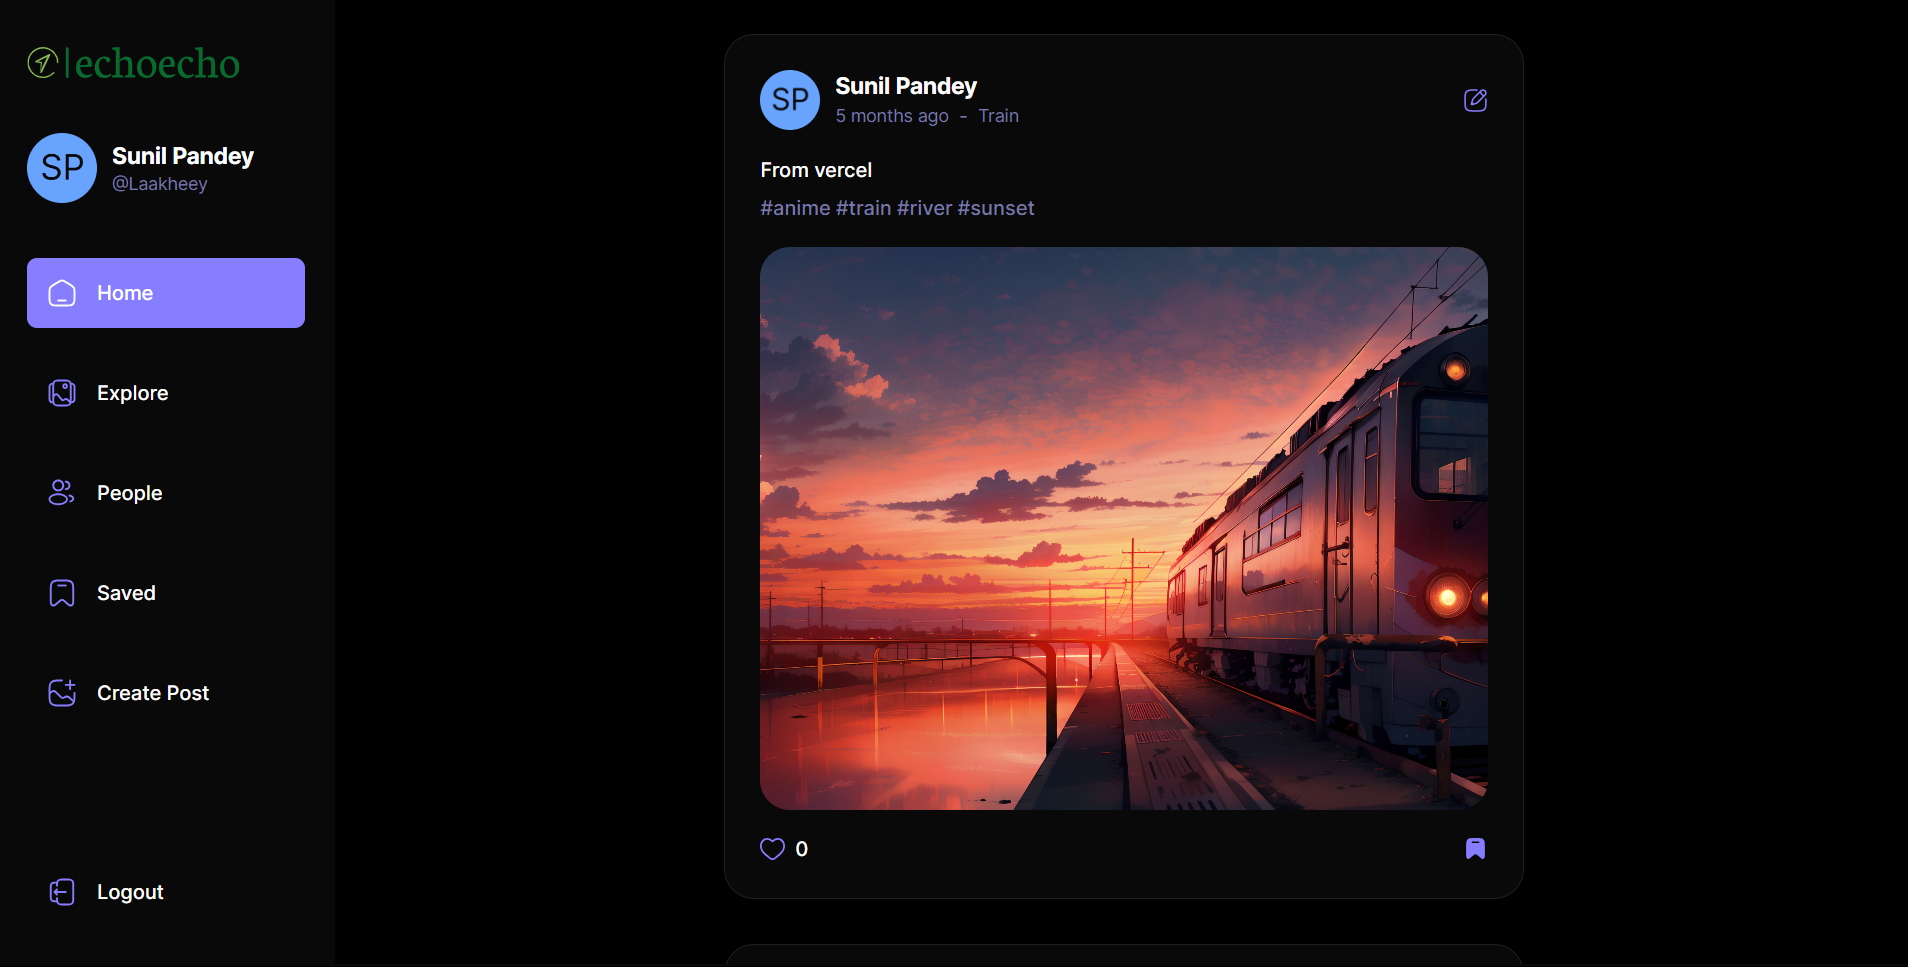 echoecho
SP
Sunil Pandey
@Laakheey
Home
Explore
People
Saved
Create Post
Logout
SP
Sunil Pandey
5 months ago - Train
From vercel
#anime #train #river #sunset
0